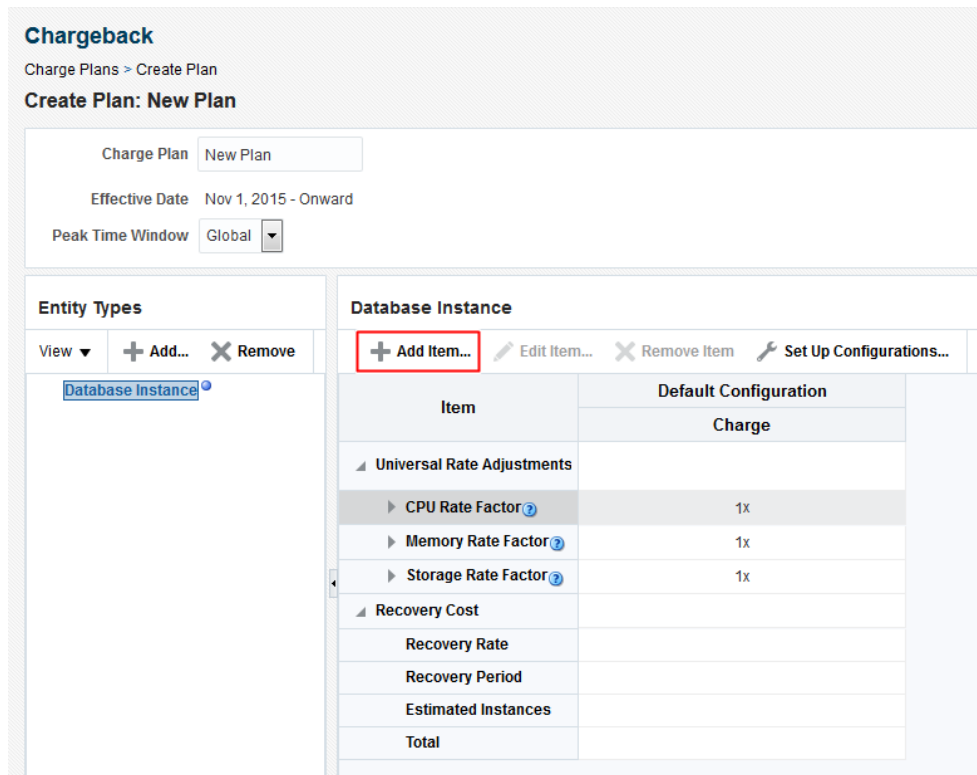 Chargeback
Charge Plans > Create Plan
Create Plan: New Plan
Charge Plan New Plan
Effective Date Nov 1, 2015 - Onward
Peak Time Window Global
Entity Types
View Add... Remove
Database Instance
Database Instance
Add Item... Edit Item... Remove Item Set Up Configurations...
Item
Default Configuration
Charge
Universal Rate Adjustments
CPU Rate Factor ? 1x
Memory Rate Factor ? 1x
Storage Rate Factor ? 1x
Recovery Cost
Recovery Rate
Recovery Period
Estimated Instances
Total